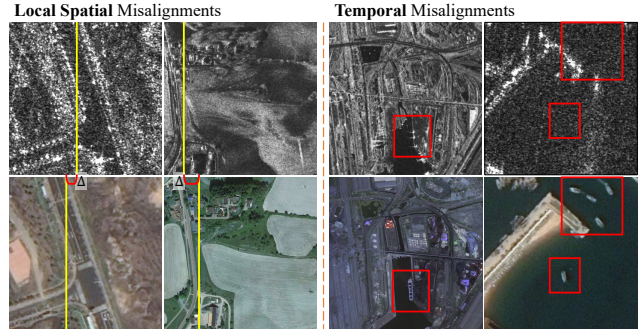 Local Spatial Misalignments
Temporal Misalignments
Δ
Δ